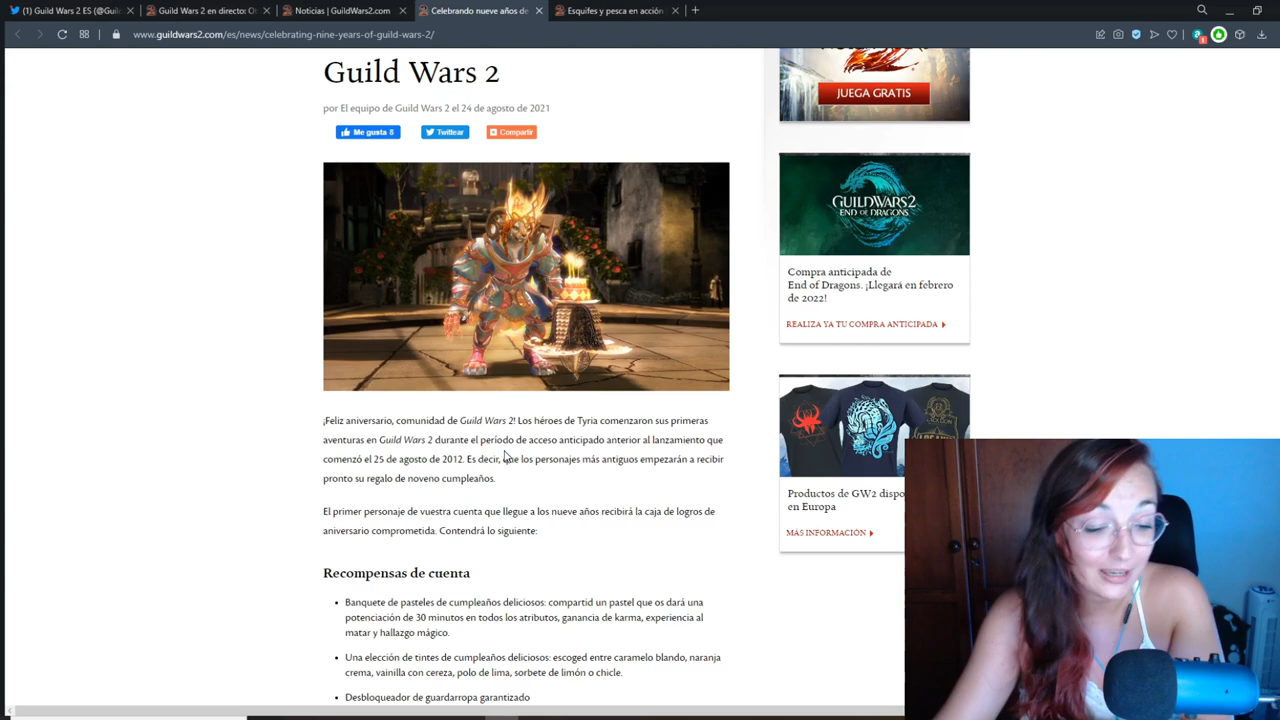 (1) Guild Wars 2 ES (@Guil
Guild Wars 2 en directo: Ot
Noticias | GuildWars2.com
Celebrando nueve años de
Esquifes y pesca en acción
www.guildwars2.com/es/news/celebrating-nine-years-of-guild-wars-2/
Guild Wars 2
por El equipo de Guild Wars 2 el 24 de agosto de 2021
Me gusta 8
Twittear
Compartir
¡Feliz aniversario, comunidad de Guild Wars 2! Los héroes de Tyria comenzaron sus primeras
aventuras en Guild Wars 2 durante el período de acceso anticipado anterior al lanzamiento que
comenzó el 25 de agosto de 2012. Es decir, que los personajes más antiguos empezarán a recibir
pronto su regalo de noveno cumpleaños.
El primer personaje de vuestra cuenta que llegue a los nueve años recibirá la caja de logros de
aniversario comprometida. Contendrá lo siguiente:
Recompensas de cuenta
• Banquete de pasteles de cumpleaños deliciosos: compartid un pastel que os dará una
potenciación de 30 minutos en todos los atributos, ganancia de karma, experiencia al
matar y hallazgo mágico.
• Una elección de tintes de cumpleaños deliciosos: escoged entre caramelo blando, naranja
crema, vainilla con cereza, polo de lima, sorbete de limón o chicle.
• Desbloqueador de guardarropa garantizado
JUEGA GRATIS
GUILD WARS 2
END OF DRAGONS
Compra anticipada de
End of Dragons. ¡Llegará en febrero
de 2022!
REALIZA YA TU COMPRA ANTICIPADA
Productos de GW2 dispo
en Europa
MÁS INFORMACIÓN